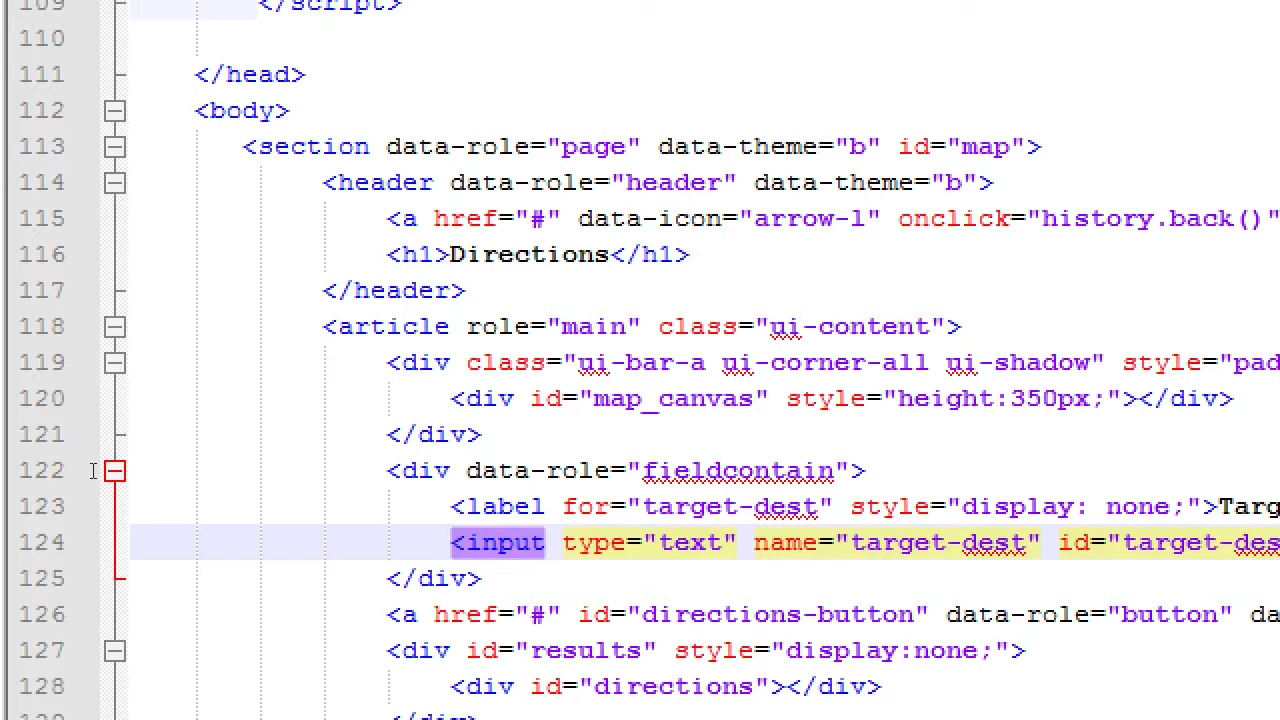 109 </script>
110
111 </head>
112 <body>
113 <section data-role="page" data-theme="b" id="map">
114 <header data-role="header" data-theme="b">
115 <a href="#" data-icon="arrow-l" onclick="history.back()"
116 <h1>Directions</h1>
117 </header>
118 <article role="main" class="ui-content">
119 <div class="ui-bar-a ui-corner-all ui-shadow" style="pad
120 <div id="map_canvas" style="height:350px;"></div>
121 </div>
122 <div data-role="fieldcontain">
123 <label for="target-dest" style="display: none;">Targ
124 <input type="text" name="target-dest" id="target-des
125 </div>
126 <a href="#" id="directions-button" data-role="button" da
127 <div id="results" style="display:none;">
128 <div id="directions"></div>
</div>